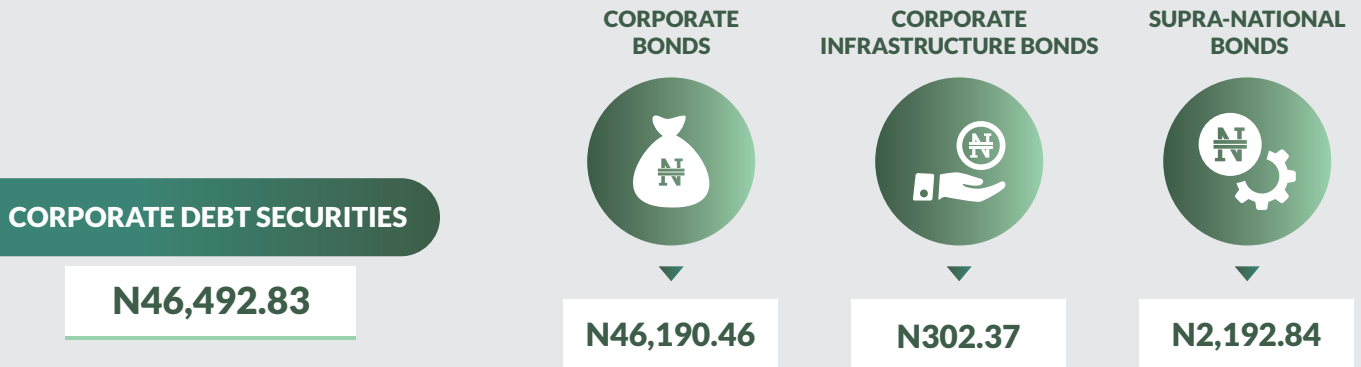 CORPORATE DEBT SECURITIES
N46,492.83
CORPORATE
BONDS
N
N46,190.46
CORPORATE
INFRASTRUCTURE BONDS
N
N302.37
SUPRA-NATIONAL
BONDS
N
N2,192.84